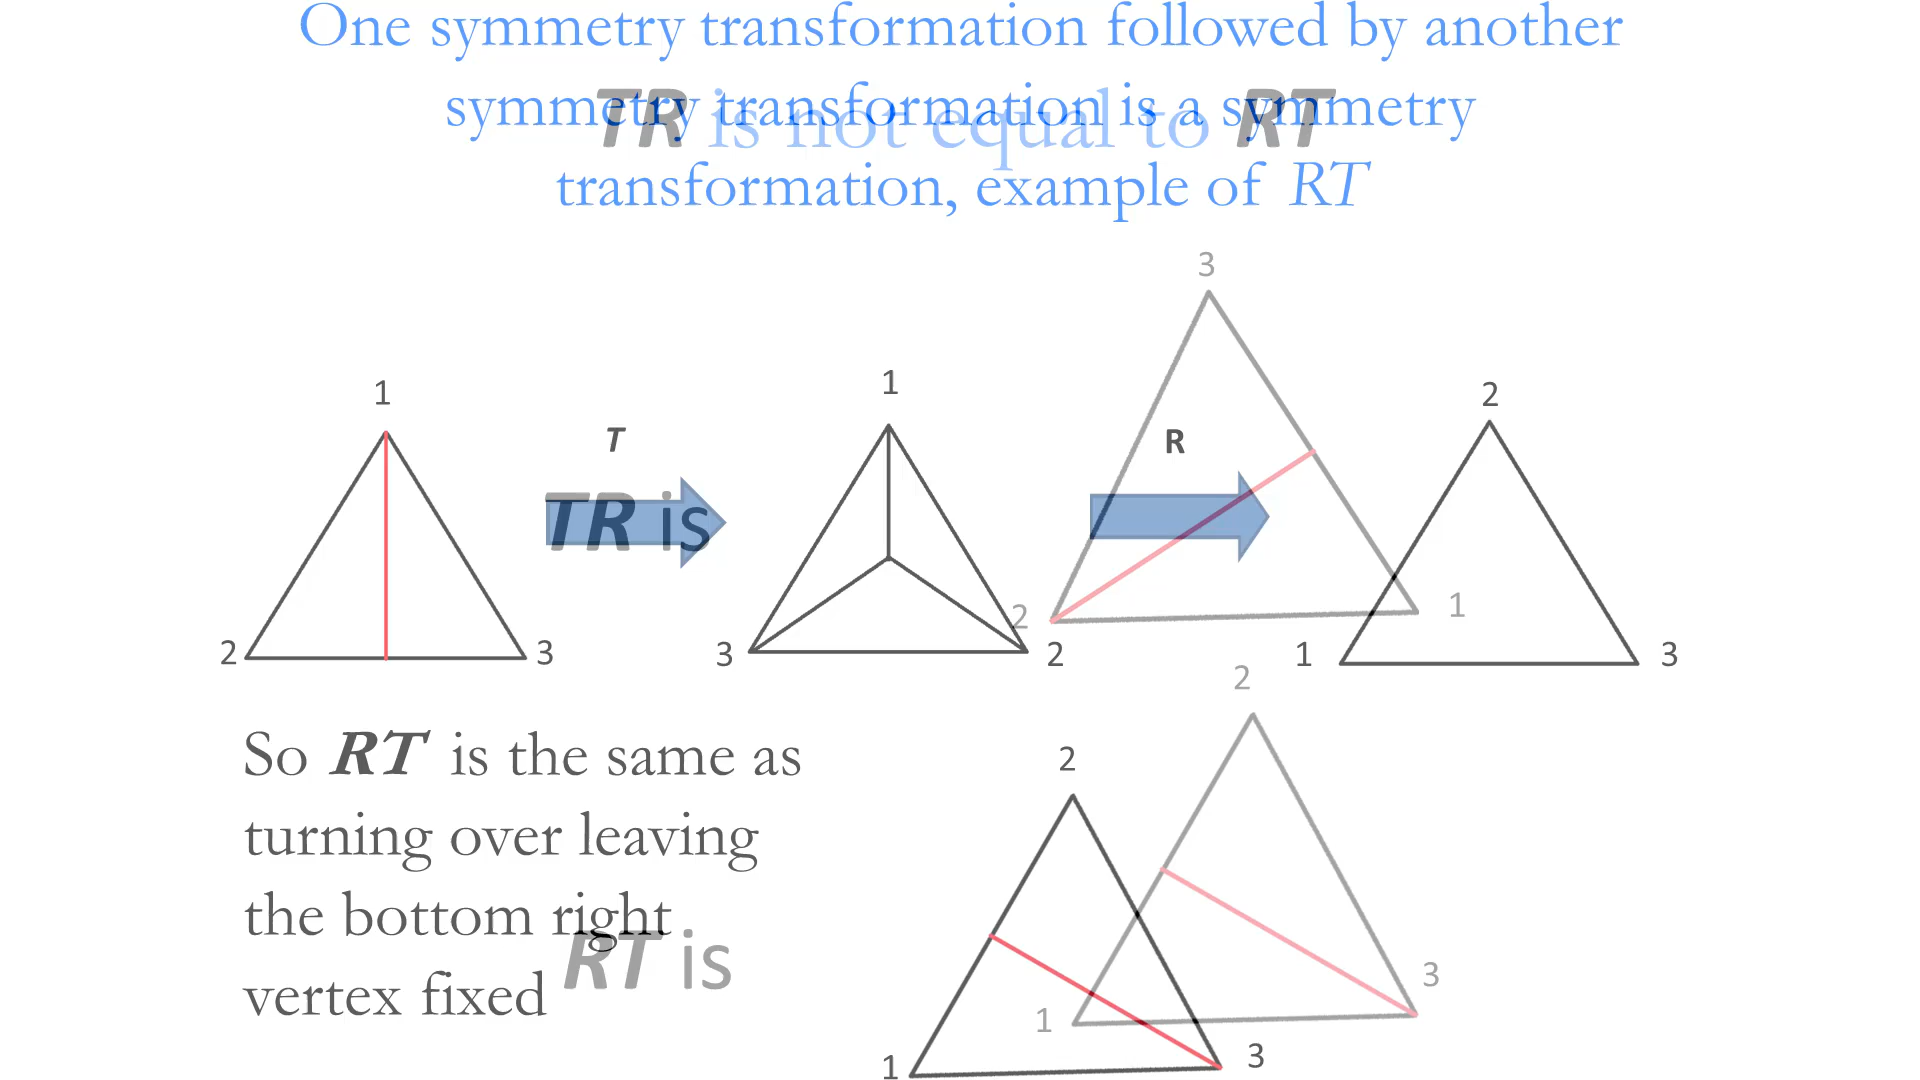 One symmetry transformation followed by another
symmetry transformation is a symmetry
TR is not equal to RT
transformation, example of RT
3
1
1
2
T
R
TR is
2
3
3
2
2
1
1
3
2
So RT is the same as
turning over leaving
the bottom right
vertex fixed
RT is
2
1
3
1
3